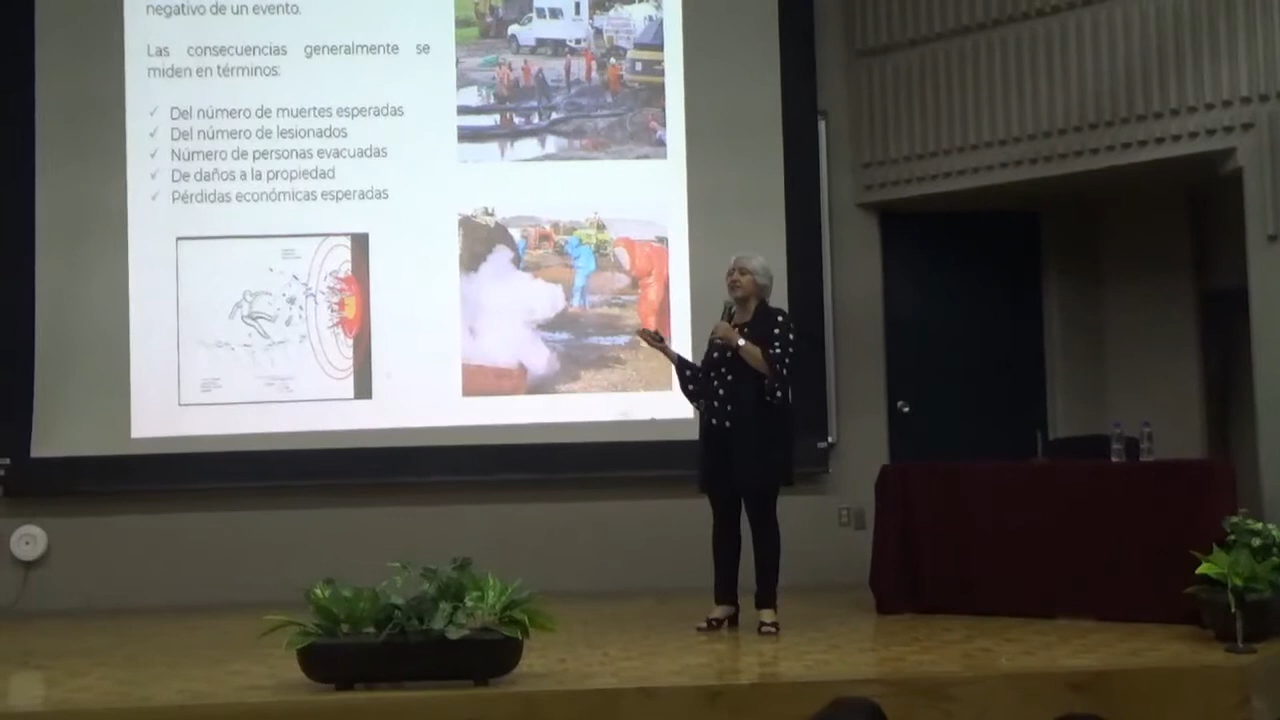 negativo de un evento.
Las consecuencias generalmente se
miden en términos:
✓ Del número de muertes esperadas
✓ Del número de lesionados
✓ Número de personas evacuadas
✓ De daños a la propiedad
✓ Pérdidas económicas esperadas